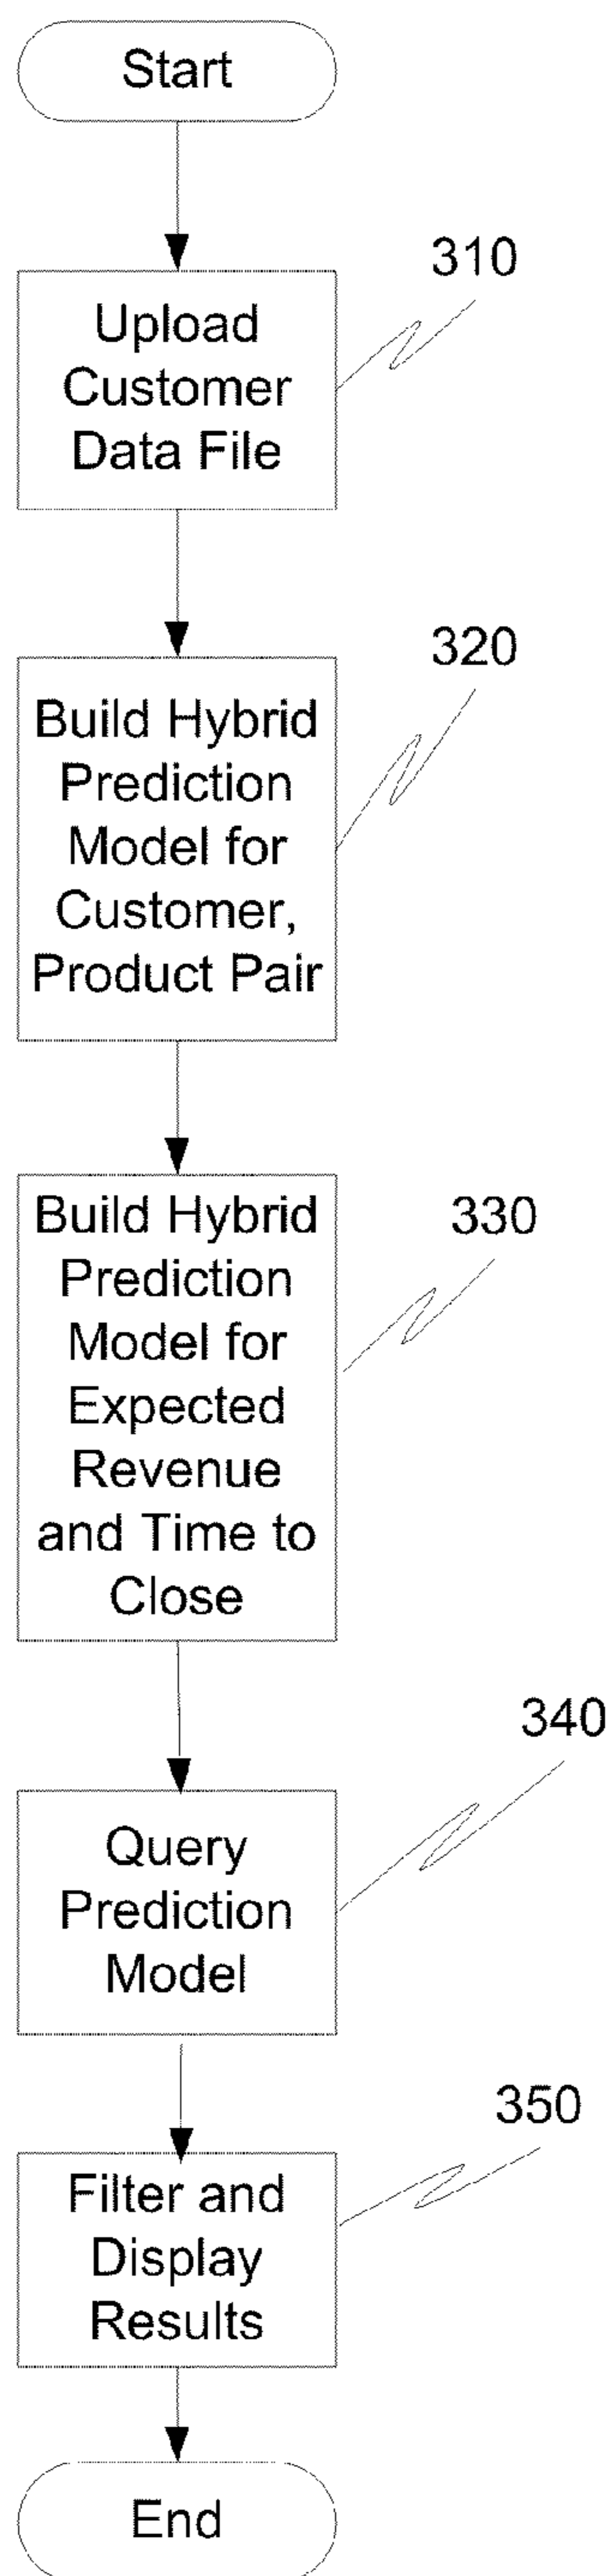 Start
310
Upload
Customer
Data File
320
Build Hybrid
Prediction
Model for
Customer,
Product Pair
330
Build Hybrid
Prediction
Model for
Expected
Revenue
and Time to
Close
340
Query
Prediction
Model
350
Filter and
Display
Results
End